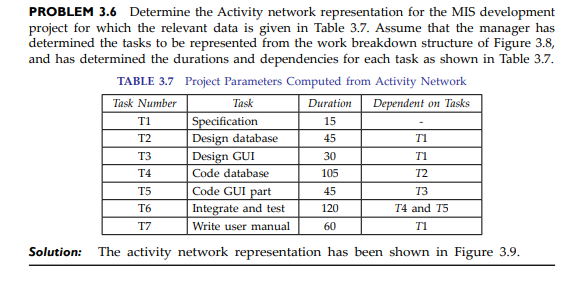 PROBLEM 3.6 Determine the Activity network representation for the MIS development
project for which the relevant data is given in Table 3.7. Assume that the manager has
determined the tasks to be represented from the work breakdown structure of Figure 3.8,
and has determined the durations and dependencies for each task as shown in Table 3.7.
TABLE 3.7 Project Parameters Computed from Activity Network
Task Number Task Duration Dependent on Tasks
T1 Specification 15 -
T2 Design database 45 T1
T3 Design GUI 30 T1
T4 Code database 105 T2
T5 Code GUI part 45 T3
T6 Integrate and test 120 T4 and T5
T7 Write user manual 60 T1
Solution: The activity network representation has been shown in Figure 3.9.